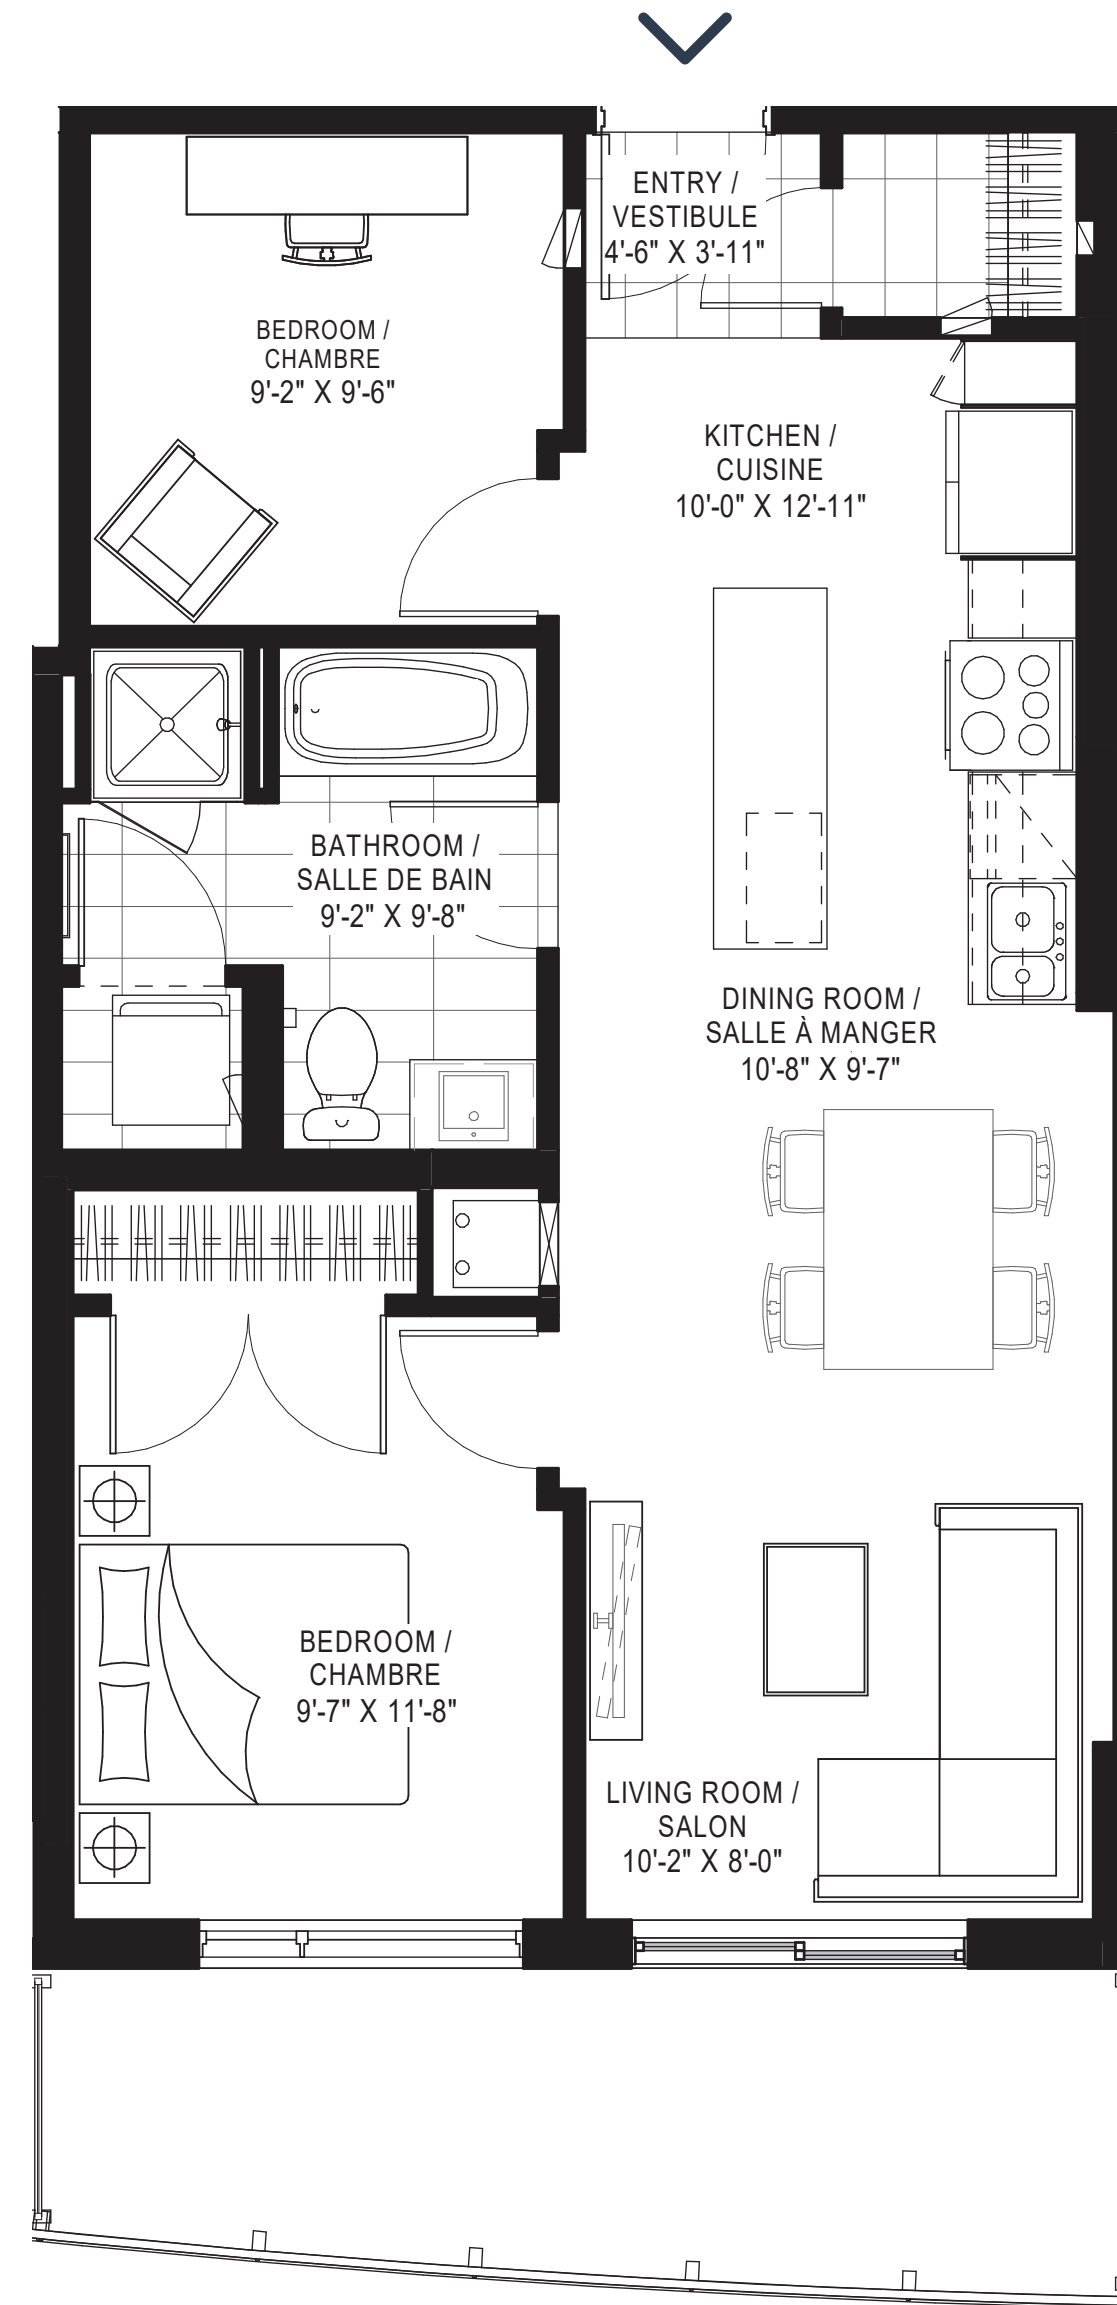 ENTRY /
VESTIBULE
4'-6" X 3'-11"
BEDROOM /
CHAMBRE
9'-2" X 9'-6"
KITCHEN /
CUISINE
10'-0" X 12'-11"
BATHROOM /
SALLE DE BAIN
9'-2" X 9'-8"
DINING ROOM /
SALLE À MANGER
10'-8" X 9'-7"
BEDROOM /
CHAMBRE
9'-7" X 11'-8"
LIVING ROOM /
SALON
10'-2" X 8'-0"